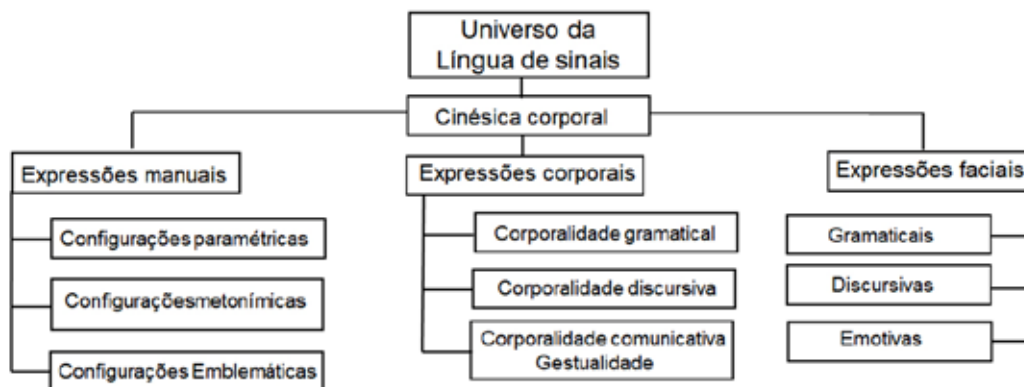 Universo da
Língua de sinais
Cinésica corporal
Expressões manuais
Configurações paramétricas
Configuraçõesmetonímicas
Configurações Emblemáticas
Expressões corporais
Corporalidade gramatical
Corporalidade discursiva
Corporalidade comunicativa
Gestualidade
Expressões faciais
Gramaticais
Discursivas
Emotivas